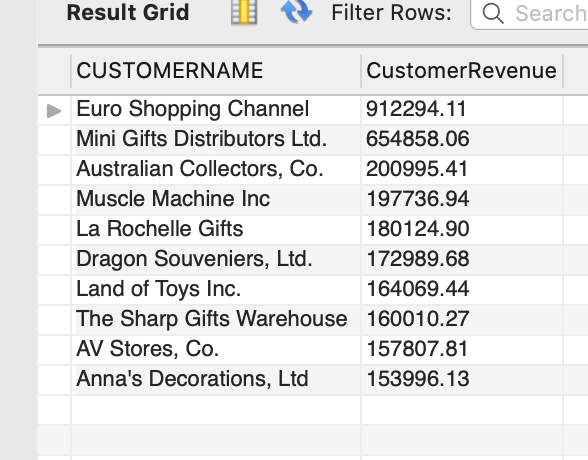 Result Grid Filter Rows: Search
CUSTOMERNAME CustomerRevenue
Euro Shopping Channel 912294.11
Mini Gifts Distributors Ltd. 654858.06
Australian Collectors, Co. 200995.41
Muscle Machine Inc 197736.94
La Rochelle Gifts 180124.90
Dragon Souveniers, Ltd. 172989.68
Land of Toys Inc. 164069.44
The Sharp Gifts Warehouse 160010.27
AV Stores, Co. 157807.81
Anna's Decorations, Ltd 153996.13